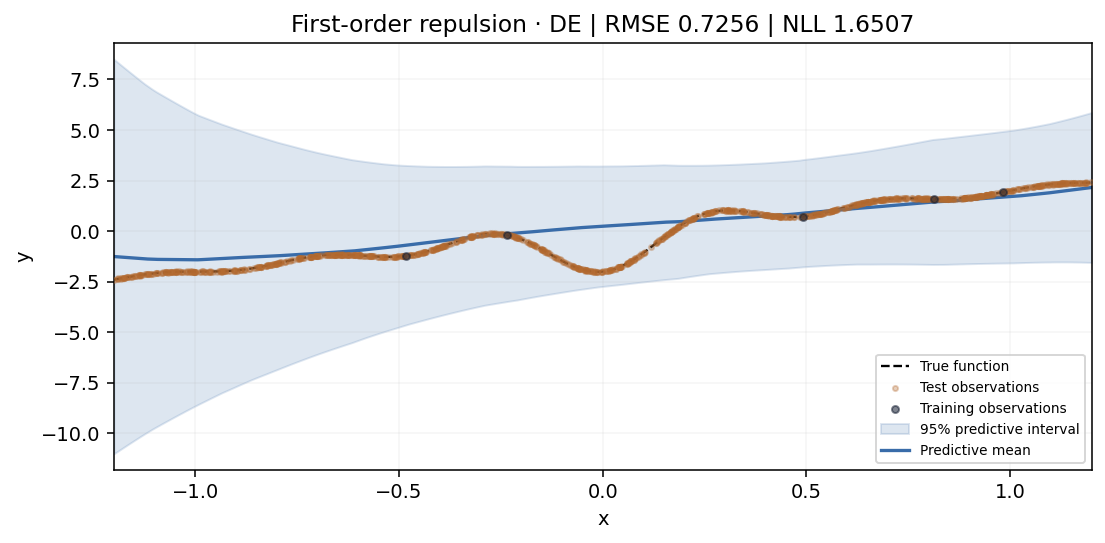 First-order repulsion · DE | RMSE 0.7256 | NLL 1.6507
7.5
5.0
2.5
0.0
−2.5
−5.0
−7.5
−10.0
y
True function
Test observations
Training observations
95% predictive interval
Predictive mean
−1.0 −0.5 0.0 0.5 1.0
x